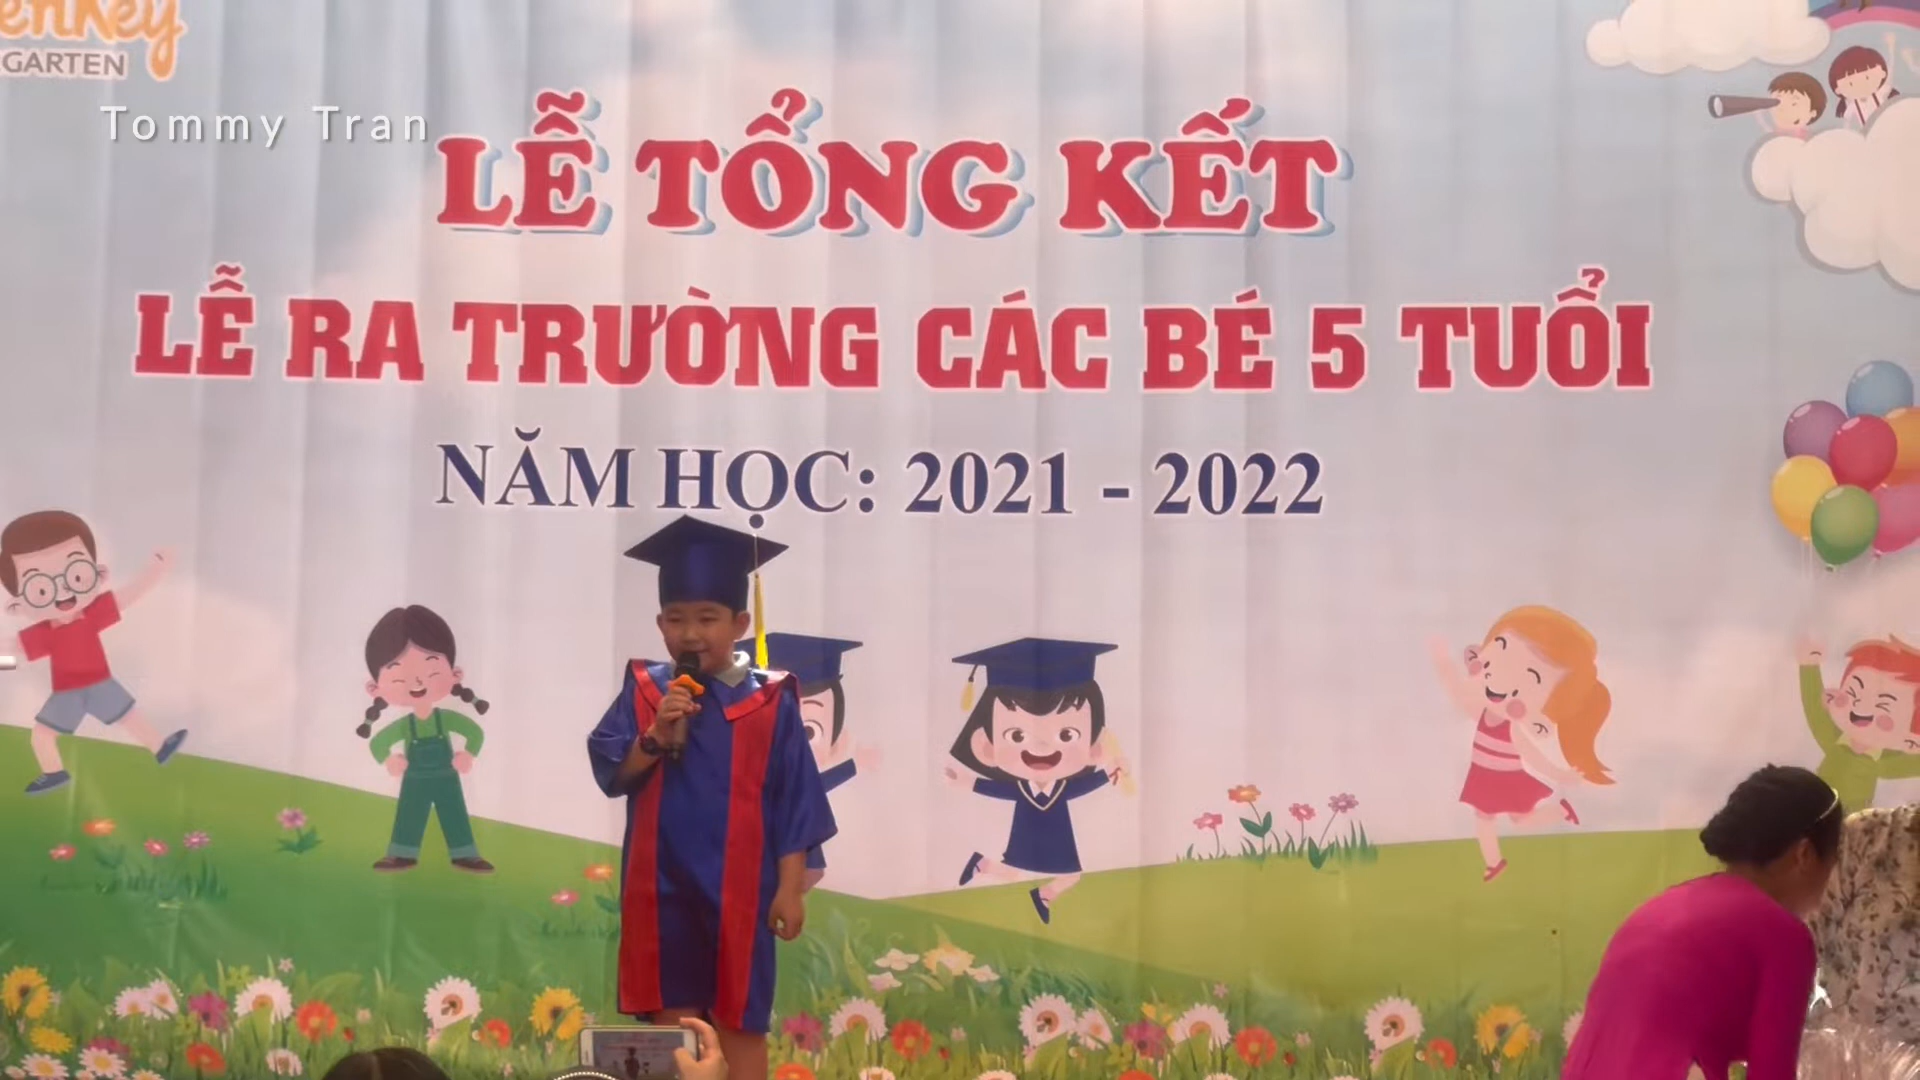 GARTEN
Tommy Tran
LỄ TỔNG KẾT
LỄ RA TRƯỜNG CÁC BÉ 5 TUỔI
NĂM HỌC: 2021 - 2022